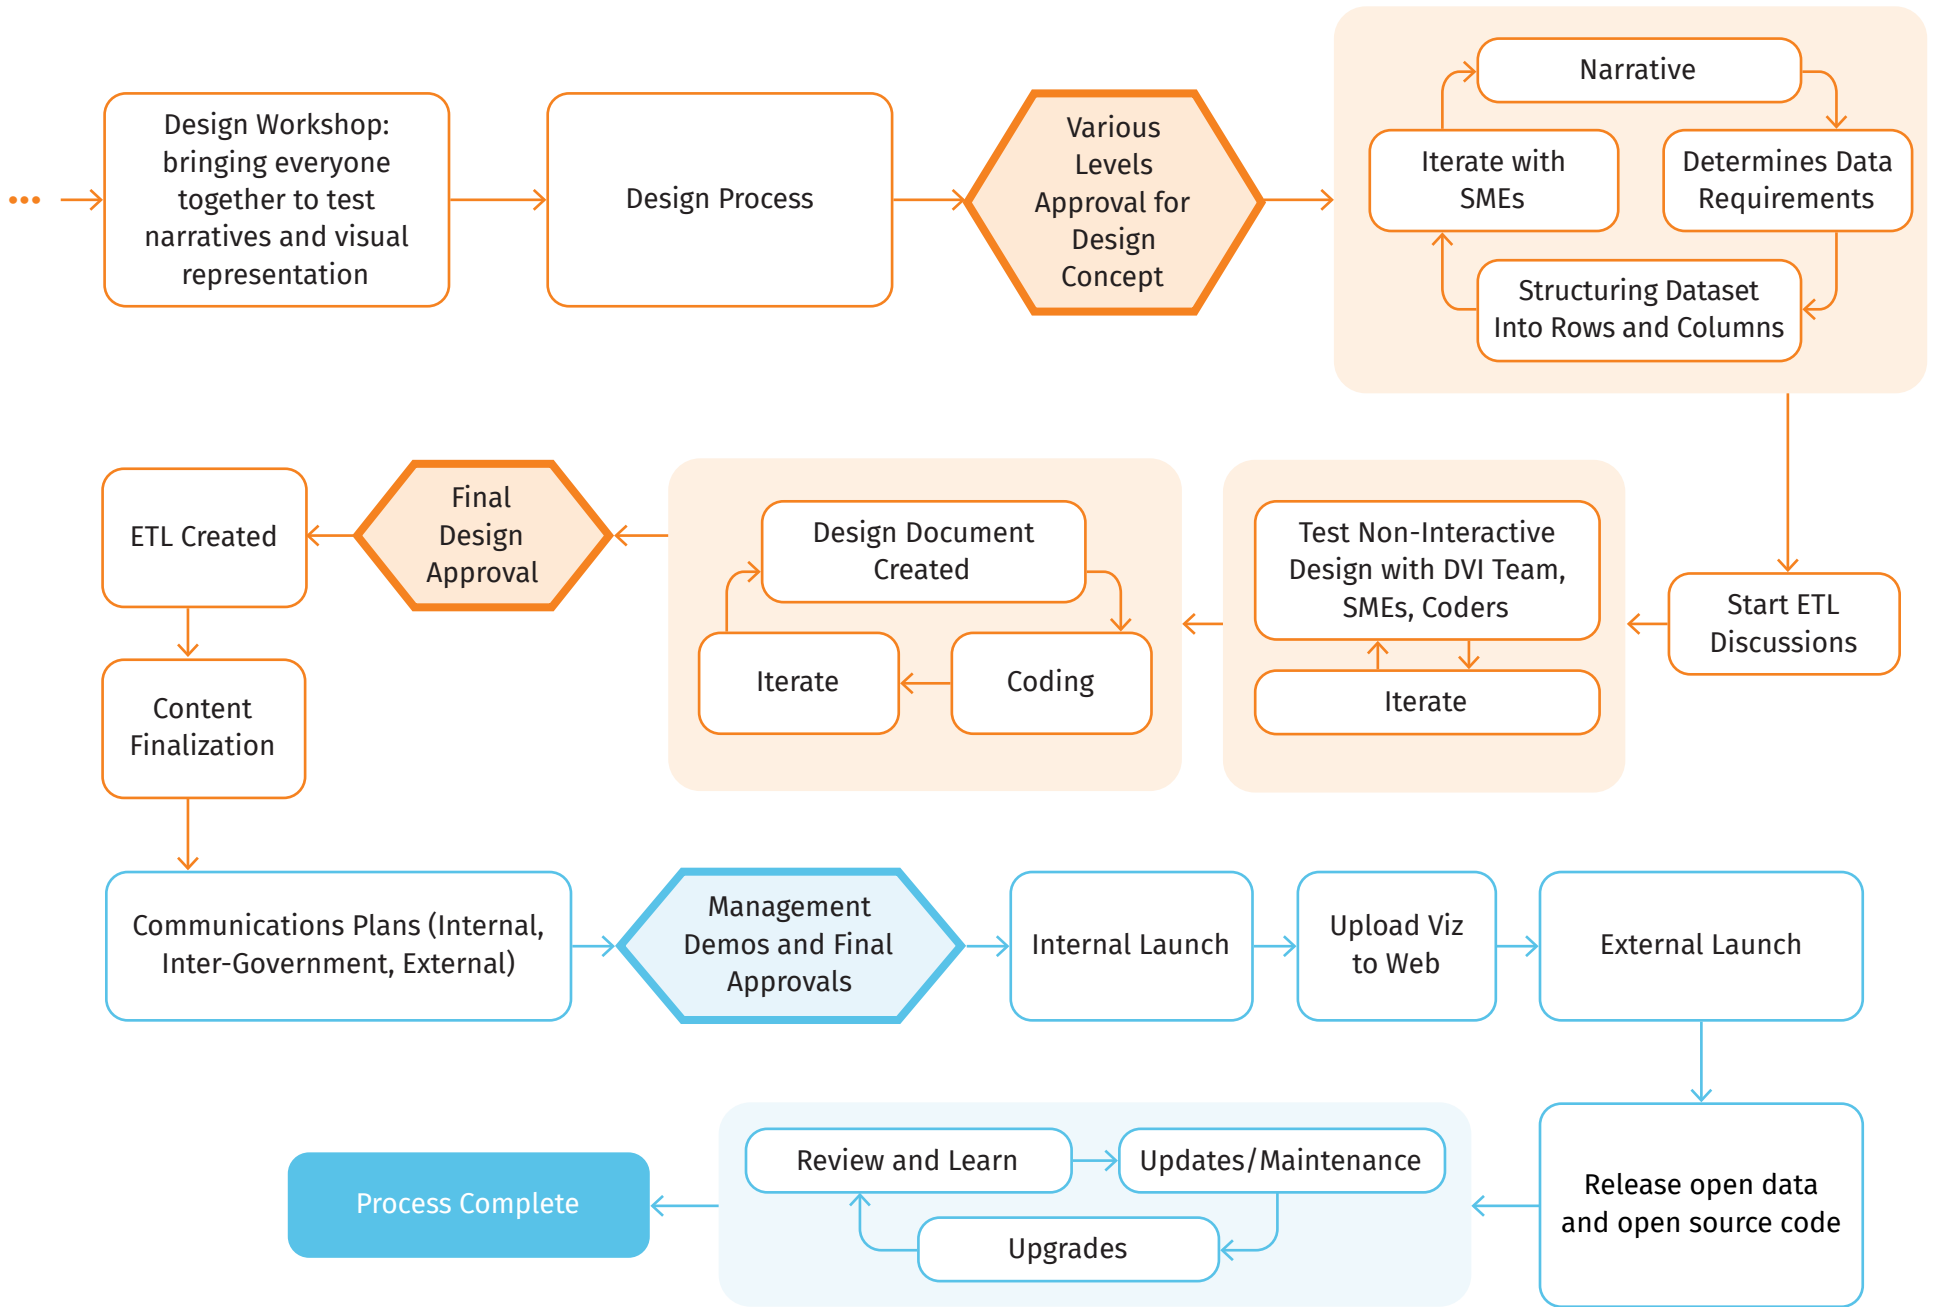 Design Workshop:
bringing everyone
together to test
narratives and visual
representation
Design Process
Various
Levels
Approval for
Design
Concept
Narrative
Determines Data
Requirements
Structuring Dataset
Into Rows and Columns
Iterate with
SMEs
Start ETL
Discussions
Test Non-Interactive
Design with DVI Team,
SMEs, Coders
Iterate
Design Document
Created
Coding
Iterate
Final
Design
Approval
ETL Created
Content
Finalization
Communications Plans (Internal,
Inter-Government, External)
Management
Demos and Final
Approvals
Internal Launch
Upload Viz
to Web
External Launch
Release open data
and open source code
Review and Learn
Updates/Maintenance
Upgrades
Process Complete